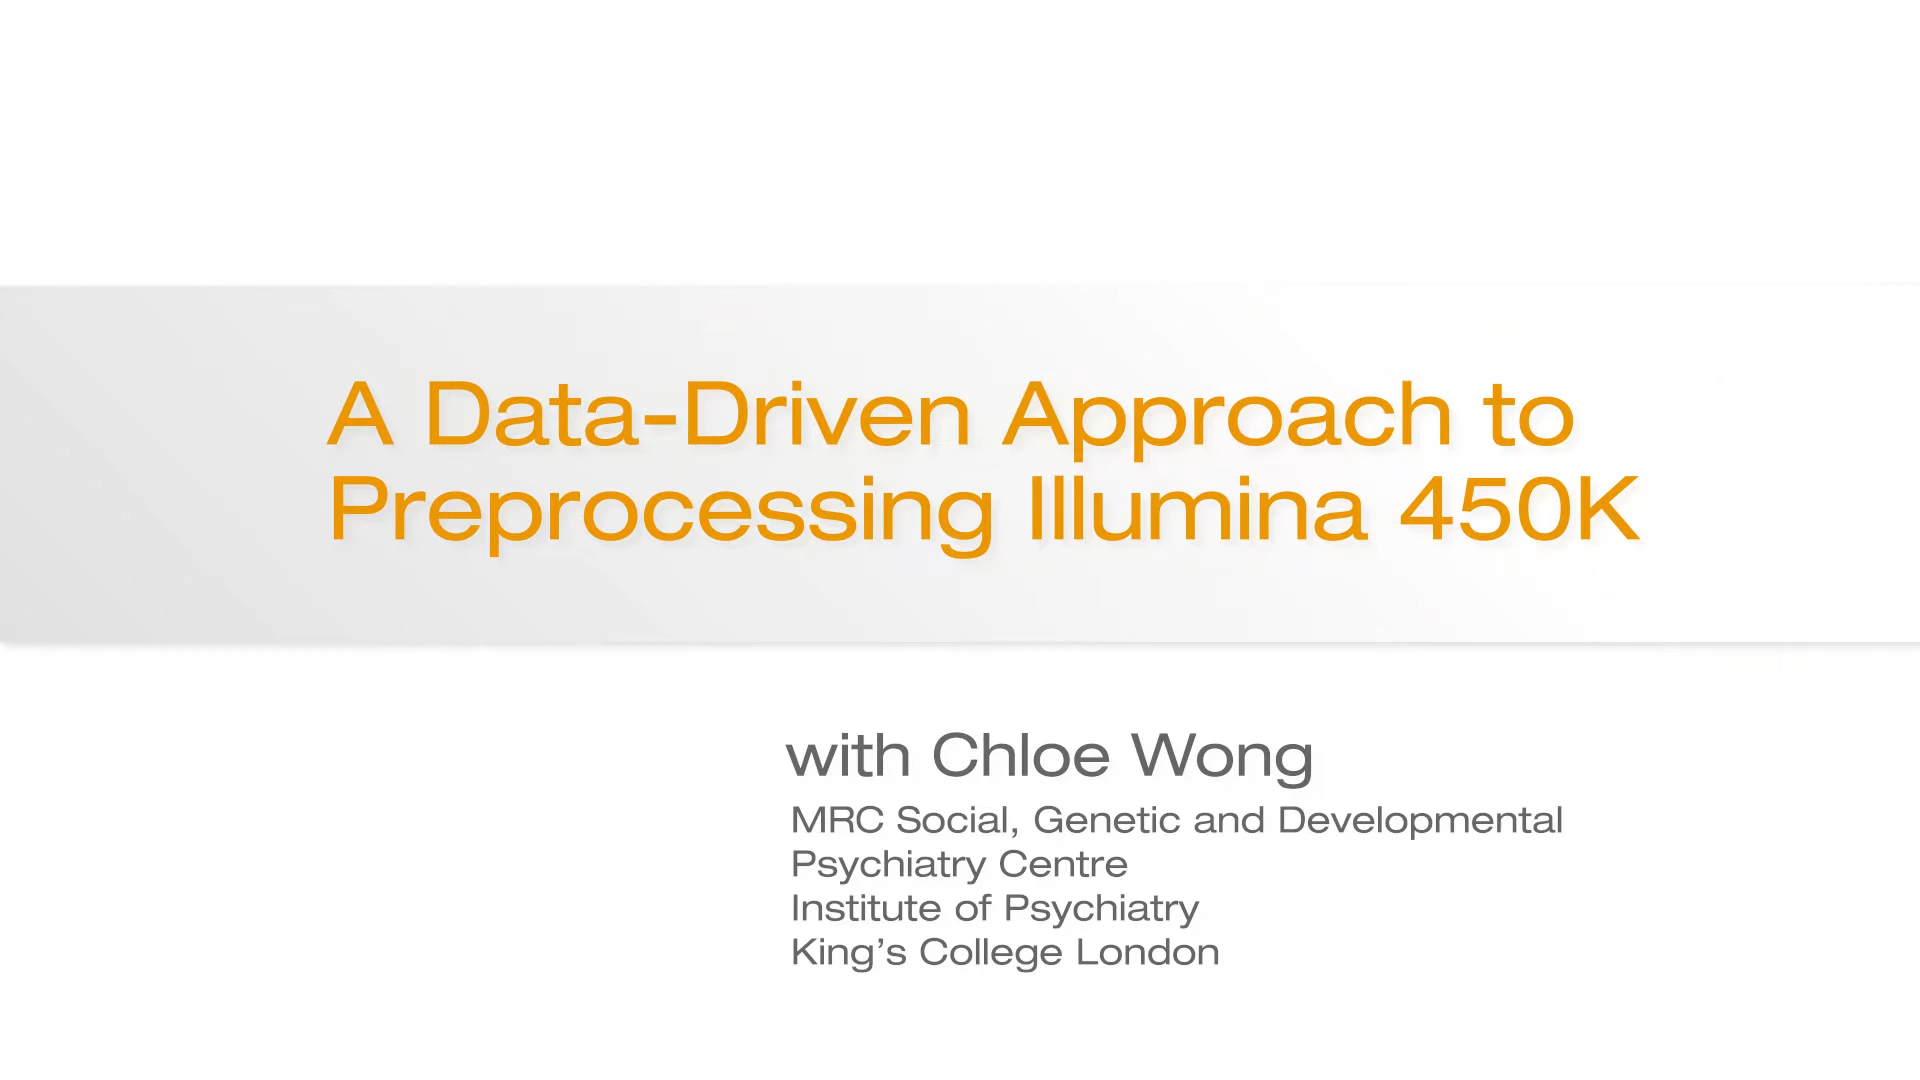 A Data-Driven Approach to
Preprocessing Illumina 450K
with Chloe Wong
MRC Social, Genetic and Developmental
Psychiatry Centre
Institute of Psychiatry
King’s College London